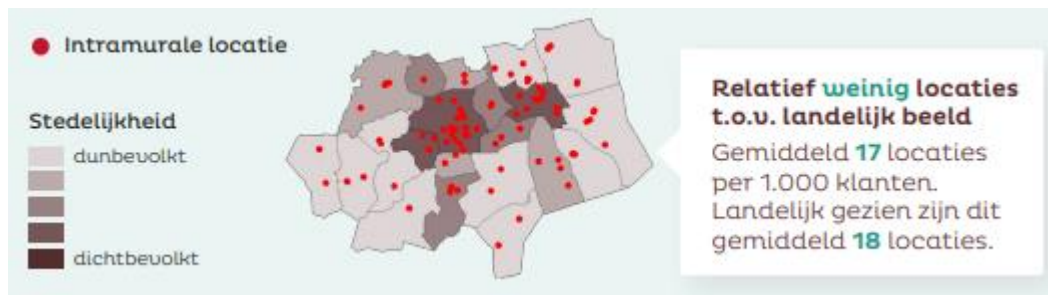 Intramurale locatie
Stedelijkheid
dunbevolkt
dichtbevolkt
Relatief weinig locaties
t.o.v. landelijk beeld
Gemiddeld 17 locaties
per 1.000 klanten.
Landelijk gezien zijn dit
gemiddeld 18 locaties.